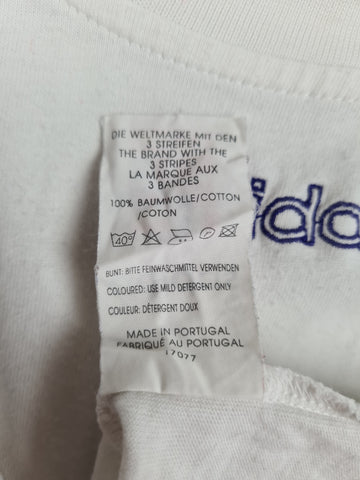 DIE WELTMARKE MIT DEN
3 STREIFEN
THE BRAND WITH THE
3 STRIPES
LA MARQUE AUX
3 BANDES
100% BAUMWOLLE/COTTON
/COTON
40°
BUNT: BITTE FEINWASCHMITTEL VERWENDEN
COLOURED: USE MILD DETERGENT ONLY
COULEUR: DÉTERGENT DOUX
MADE IN PORTUGAL
FABRIQUÉ AU PORTUGAL
17077
ida